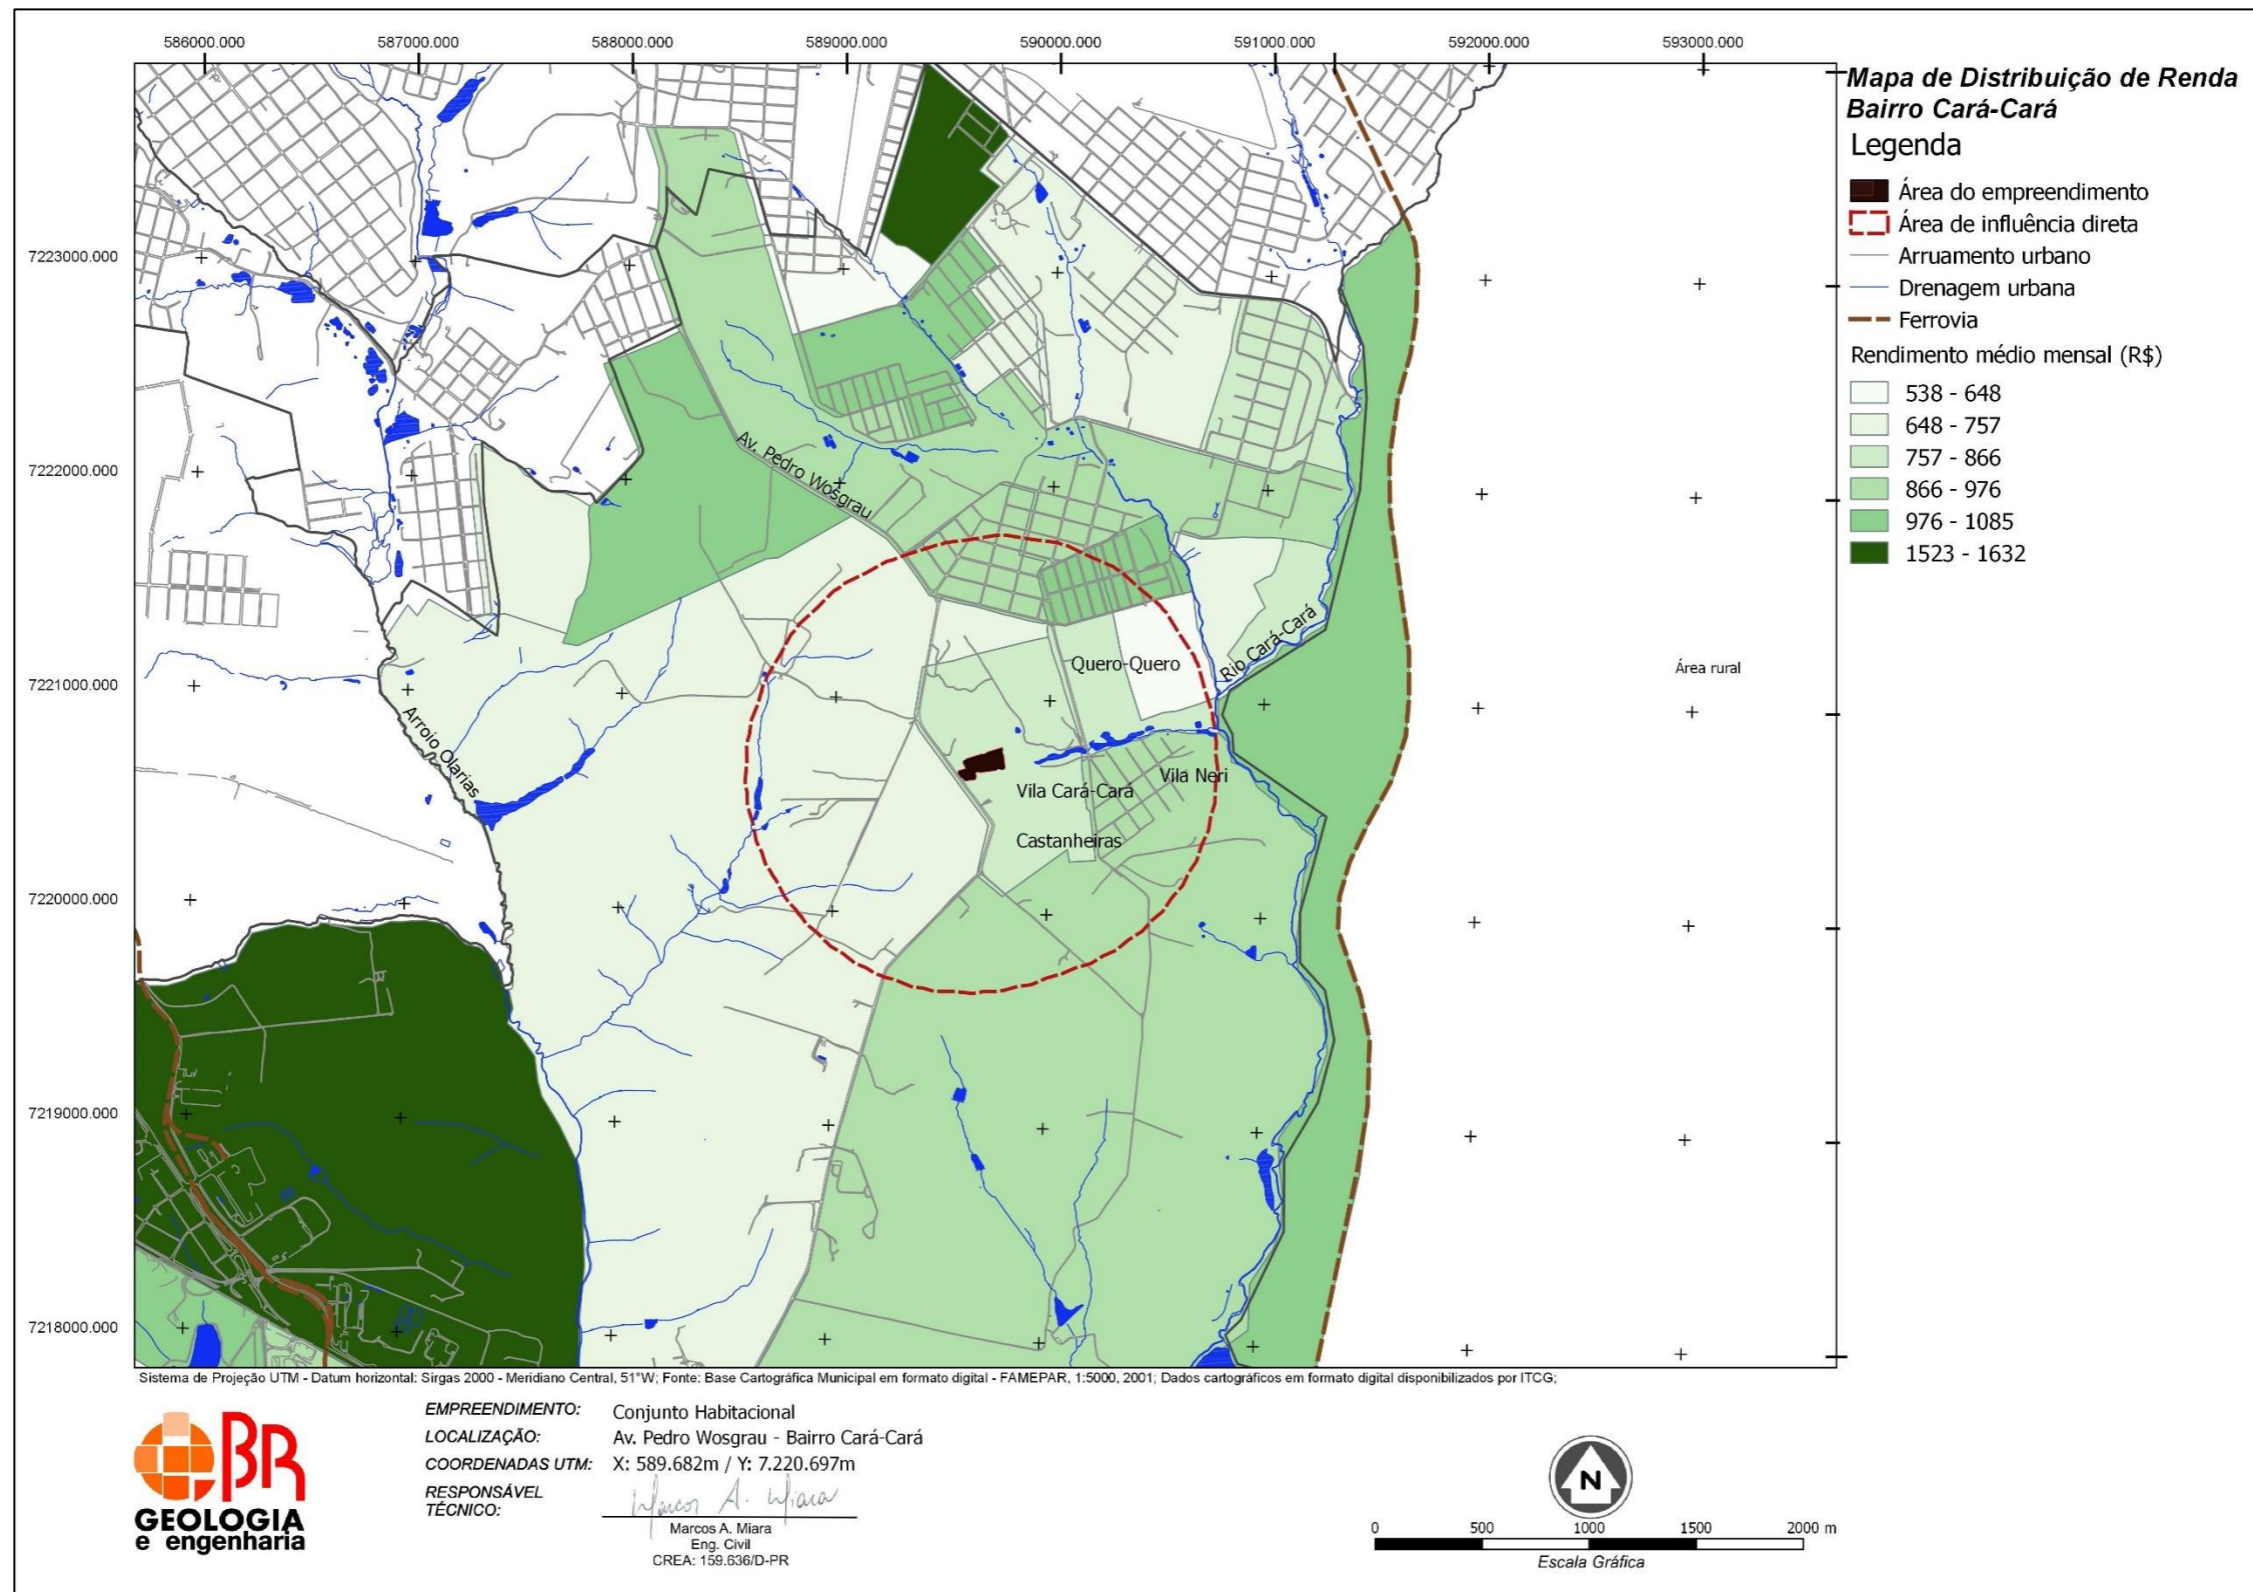 586000.000 587000.000 588000.000 589000.000 590000.000 591000.000 592000.000 593000.000
Mapa de Distribuição de Renda
Bairro Cará-Cará
Legenda
Área do empreendimento
Área de influência direta
Arruamento urbano
Drenagem urbana
Ferrovia
Rendimento médio mensal (R$)
538 - 648
648 - 757
757 - 866
866 - 976
976 - 1085
1523 - 1632
7223000.000
7222000.000
7221000.000
7220000.000
7219000.000
7218000.000
Av. Pedro Wosgrau
Rio Cará-Cará
Quero-Quero
Área rural
Arroio Olarias
Vila Neri
Vila Cará-Cará
Castanheiras
Sistema de Projeção UTM - Datum horizontal: Sirgas 2000 - Meridiano Central, 51°W; Fonte: Base Cartográfica Municipal em formato digital - FAMEPAR, 1:5000, 2001; Dados cartográficos em formato digital disponibilizados por ITCG;
BR
GEOLOGIA
e engenharia
EMPREENDIMENTO: Conjunto Habitacional
LOCALIZAÇÃO: Av. Pedro Wosgrau - Bairro Cará-Cará
COORDENADAS UTM: X: 589.682m / Y: 7.220.697m
RESPONSÁVEL
TÉCNICO:
Marcos A. Miara
Marcos A. Miara
Eng. Civil
CREA: 159.636/D-PR
N
0 500 1000 1500 2000 m
Escala Gráfica